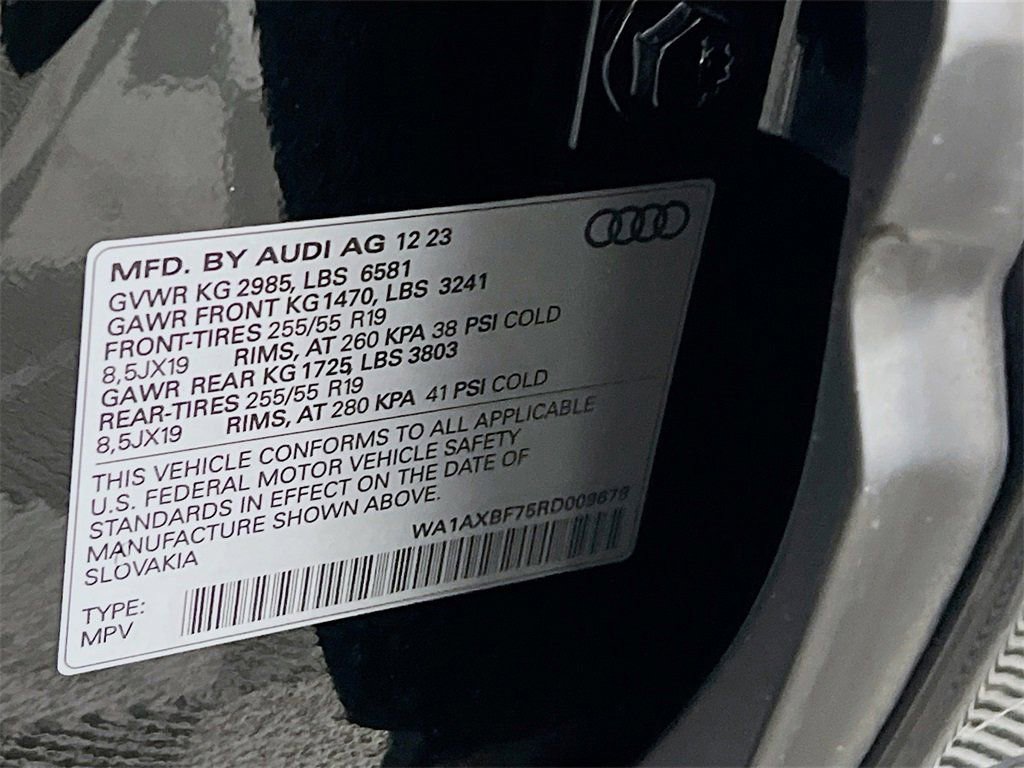 MFD. BY AUDI AG 12 23
GVWR KG 2985, LBS 6581
GAWR FRONT KG 1470, LBS 3241
FRONT-TIRES 255/55 R19
8,5JX19 RIMS, AT 260 KPA 38 PSI COLD
GAWR REAR KG 1725, LBS 3803
REAR-TIRES 255/55 R19
8,5JX19 RIMS, AT 280 KPA 41 PSI COLD
THIS VEHICLE CONFORMS TO ALL APPLICABLE
U.S. FEDERAL MOTOR VEHICLE SAFETY
STANDARDS IN EFFECT ON THE DATE OF
MANUFACTURE SHOWN ABOVE.
SLOVAKIA
TYPE:
MPV